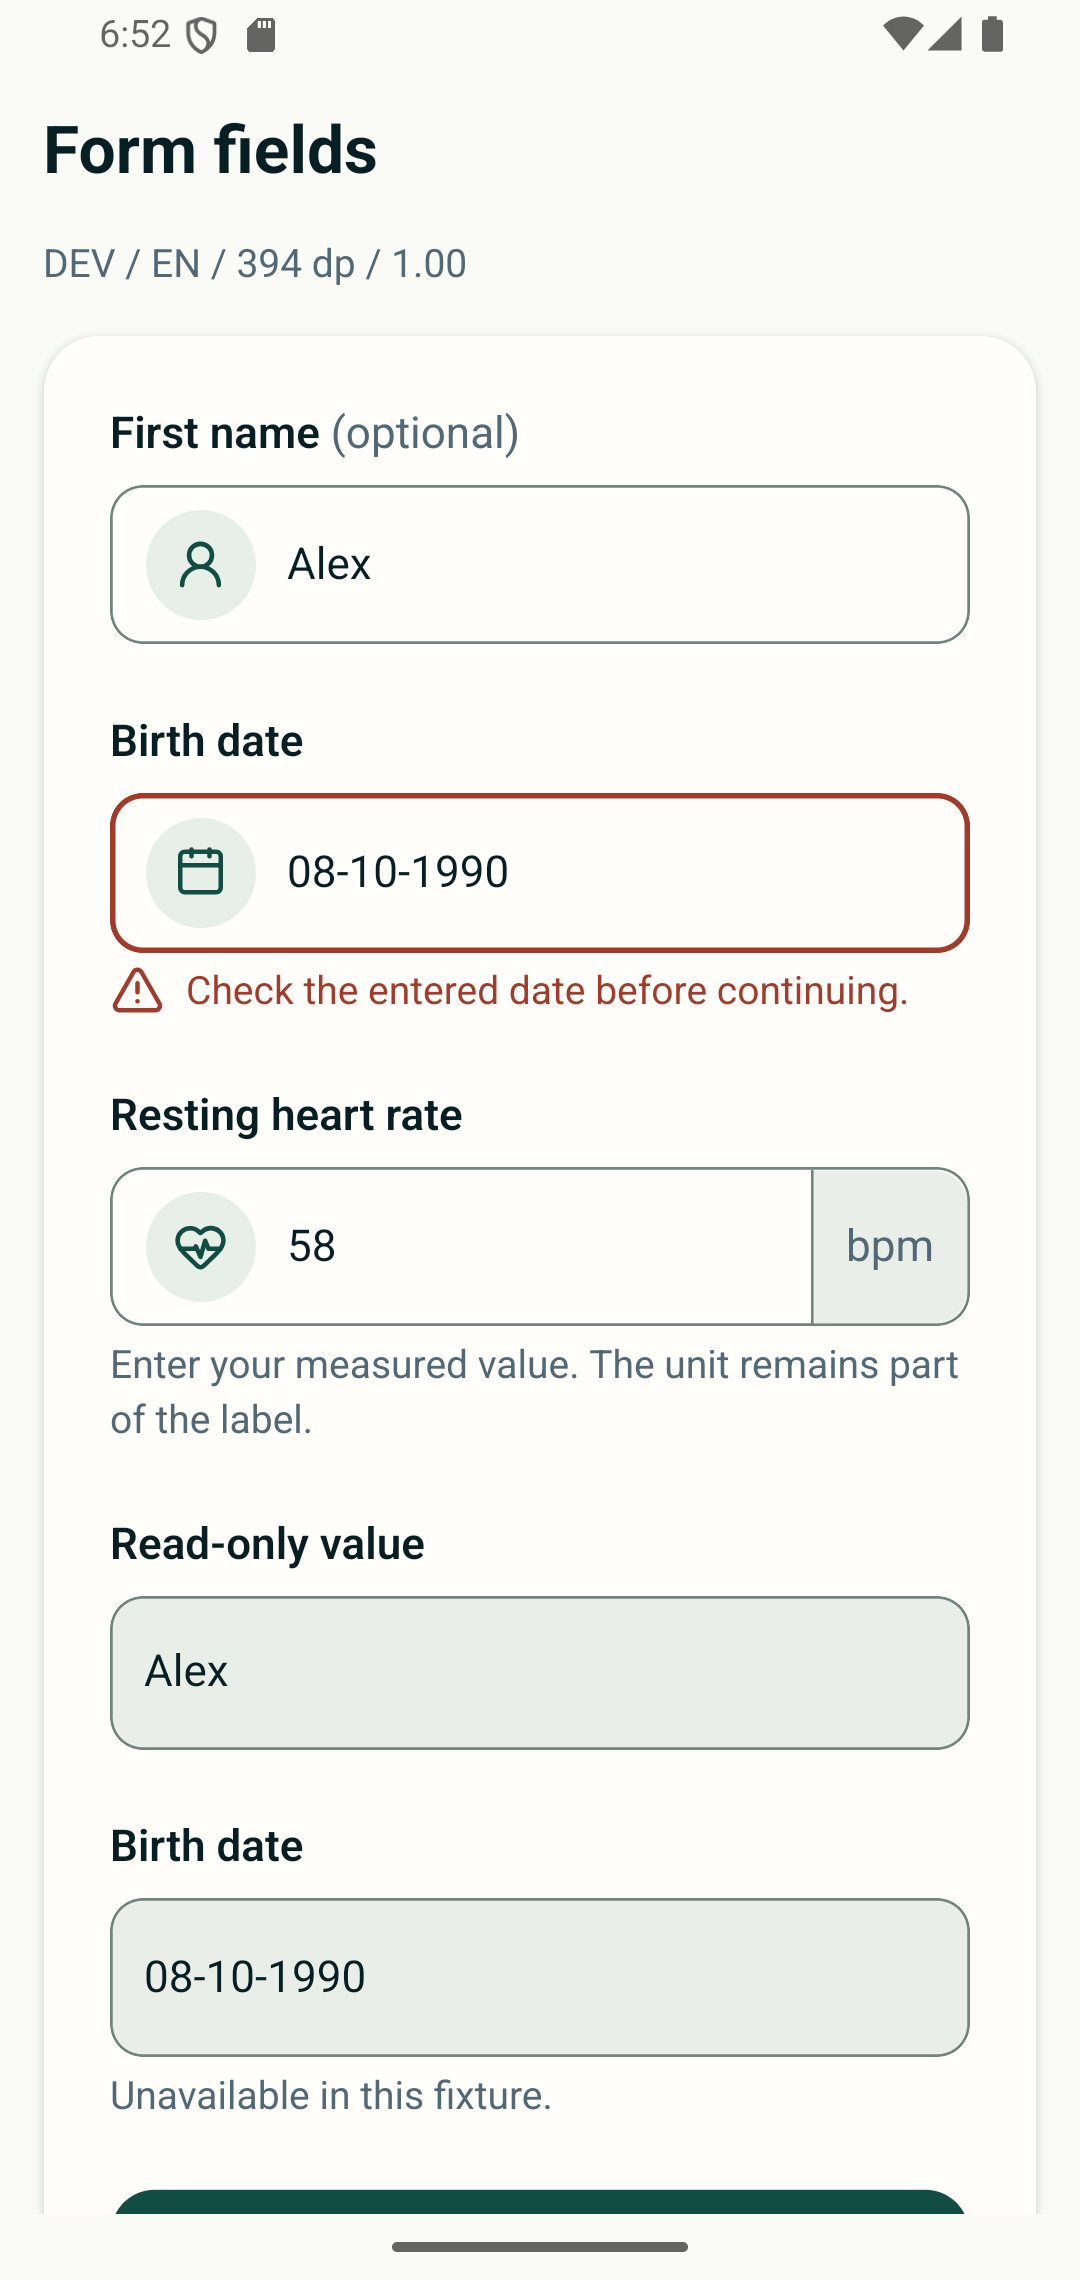 6:52
Form fields
DEV / EN / 394 dp / 1.00
First name (optional)
Alex
Birth date
08-10-1990
Check the entered date before continuing.
Resting heart rate
58
bpm
Enter your measured value. The unit remains part
of the label.
Read-only value
Alex
Birth date
08-10-1990
Unavailable in this fixture.